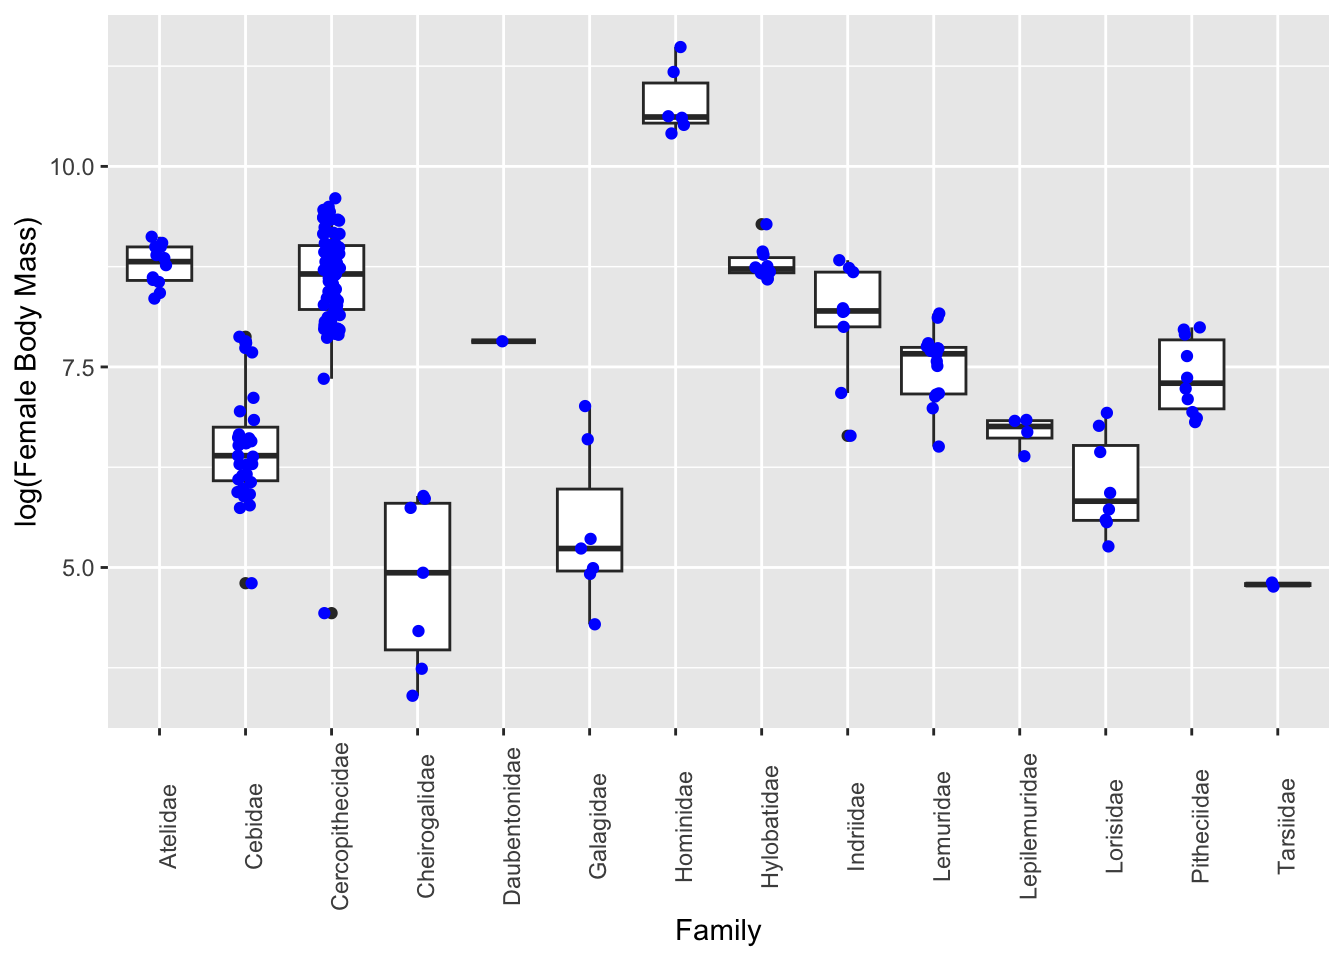 log(Female Body Mass)
10.0
7.5
5.0
Atelidae
Cebidae
Cercopithecidae
Cheirogalidae
Daubentonidae
Galagidae
Hominidae
Hylobatidae
Indriidae
Lemuridae
Lepilemuridae
Lorisidae
Pitheciidae
Tarsiidae
Family